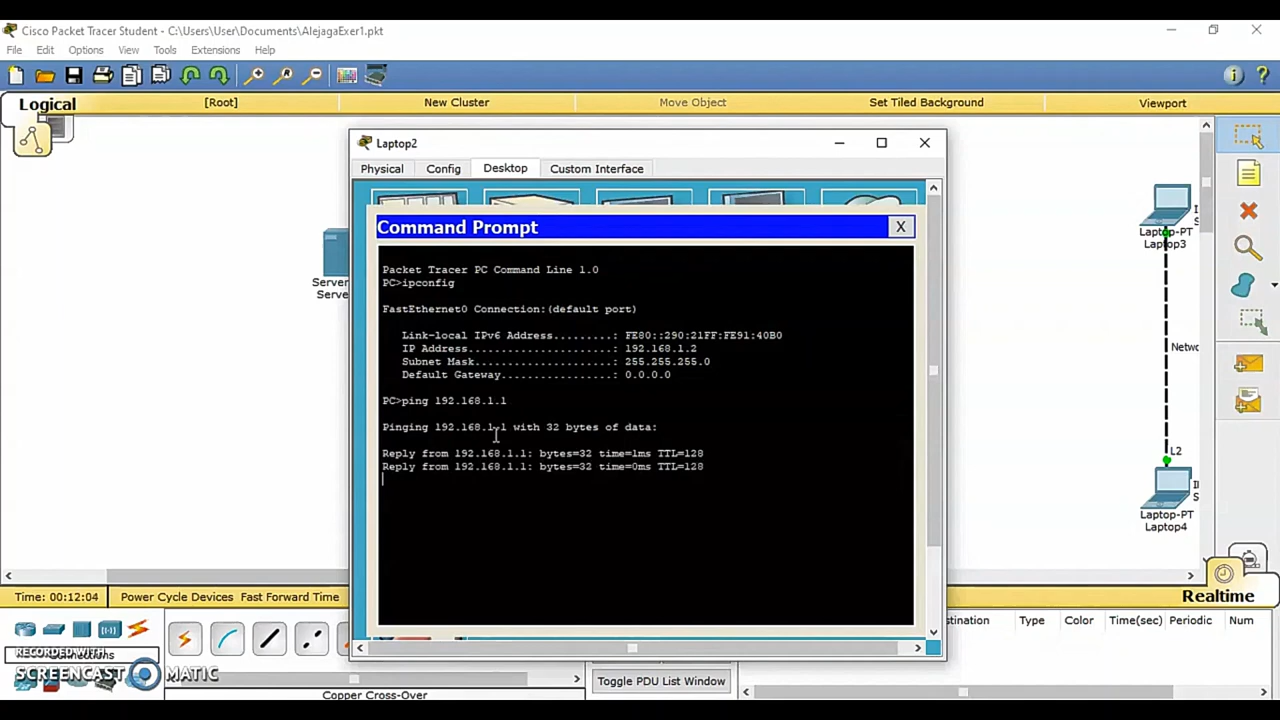 Cisco Packet Tracer Student - C:\Users\User\Documents\AlejagaExer1.pkt
File Edit Options View Tools Extensions Help
Logical [Root] New Cluster Move Object Set Tiled Background Viewport
Laptop2
Physical Config Desktop Custom Interface
Command Prompt X
Packet Tracer PC Command Line 1.0
PC>ipconfig
FastEthernet0 Connection:(default port)
Link-local IPv6 Address.........: FE80::290:21FF:FE91:40B0
IP Address......................: 192.168.1.2
Subnet Mask.....................: 255.255.255.0
Default Gateway.................: 0.0.0.0
PC>ping 192.168.1.1
Pinging 192.168.1.1 with 32 bytes of data:
Reply from 192.168.1.1: bytes=32 time=1ms TTL=128
Reply from 192.168.1.1: bytes=32 time=0ms TTL=128
Server
Serve
Laptop-PT
Laptop3
Netwo
L2
Laptop-PT
Laptop4
Time: 00:12:04 Power Cycle Devices Fast Forward Time Realtime
Connections
Copper Cross-Over
Toggle PDU List Window
stination Type Color Time(sec) Periodic Num
RECORDED WITH
SCREENCAST MATIC